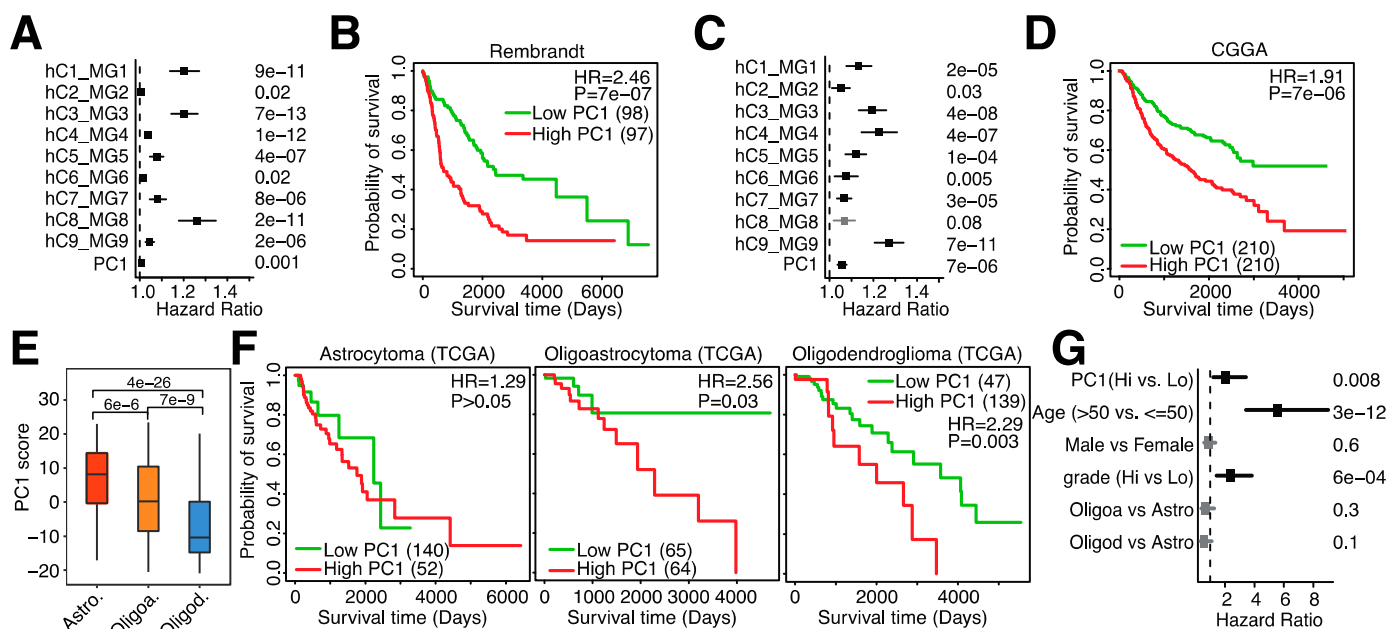 A
hC1_MG1 9e-11
hC2_MG2 0.02
hC3_MG3 7e-13
hC4_MG4 1e-12
hC5_MG5 4e-07
hC6_MG6 0.02
hC7_MG7 8e-06
hC8_MG8 2e-11
hC9_MG9 2e-06
PC1 0.001
1.0 1.2 1.4
Hazard Ratio
B
Rembrandt
HR=2.46
P=7e-07
Low PC1 (98)
High PC1 (97)
Probability of survival
1.0
0.8
0.6
0.4
0.2
0.0
0 2000 4000 6000
Survival time (Days)
C
hC1_MG1 2e-05
hC2_MG2 0.03
hC3_MG3 4e-08
hC4_MG4 4e-07
hC5_MG5 1e-04
hC6_MG6 0.005
hC7_MG7 3e-05
hC8_MG8 0.08
hC9_MG9 7e-11
PC1 7e-06
1.0 1.2 1.4
Hazard Ratio
D
CGGA
HR=1.91
P=7e-06
Low PC1 (210)
High PC1 (210)
Probability of survival
1.0
0.8
0.6
0.4
0.2
0.0
0 2000 4000
Survival time (Days)
E
4e-26
6e-6 7e-9
PC1 score
30
20
10
0
−10
−20
Astro.
Oligoa.
Oligod.
F
Astrocytoma (TCGA)
HR=1.29
P>0.05
Low PC1 (140)
High PC1 (52)
Probability of survival
1.0
0.8
0.6
0.4
0.2
0.0
0 2000 4000 6000
Survival time (Days)
Oligoastrocytoma (TCGA)
HR=2.56
P=0.03
Low PC1 (65)
High PC1 (64)
0 1000 2000 3000 4000
Survival time (Days)
Oligodendroglioma (TCGA)
Low PC1 (47)
High PC1 (139)
HR=2.29
P=0.003
0 2000 4000
Survival time (Days)
G
PC1(Hi vs. Lo) 0.008
Age (>50 vs. <=50) 3e-12
Male vs Female 0.6
grade (Hi vs Lo) 6e-04
Oligoa vs Astro 0.3
Oligod vs Astro 0.1
2 4 6 8
Hazard Ratio